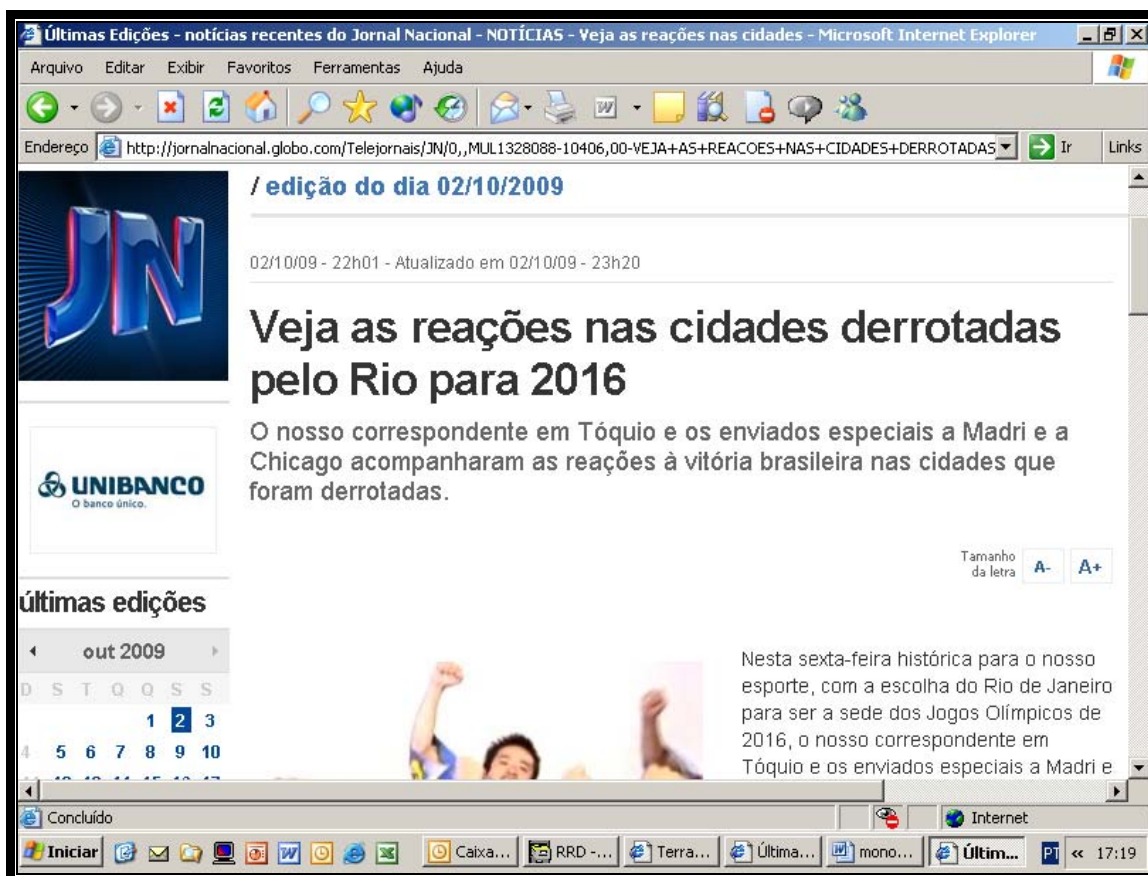 Últimas Edições - notícias recentes do Jornal Nacional - NOTÍCIAS - Veja as reações nas cidades - Microsoft Internet Explorer
Arquivo Editar Exibir Favoritos Ferramentas Ajuda
Endereço http://jornalnacional.globo.com/Telejornais/JN/0,,MUL1328088-10406,00-VEJA+AS+REACOES+NAS+CIDADES+DERROTADAS Ir Links
JN
/ edição do dia 02/10/2009
02/10/09 - 22h01 - Atualizado em 02/10/09 - 23h20
Veja as reações nas cidades derrotadas
pelo Rio para 2016
O nosso correspondente em Tóquio e os enviados especiais a Madri e a
Chicago acompanharam as reações à vitória brasileira nas cidades que
foram derrotadas.
UNIBANCO
O banco único.
Tamanho
da letra A- A+
últimas edições
out 2009
D S T Q Q S S
1 2 3
4 5 6 7 8 9 10
Nesta sexta-feira histórica para o nosso
esporte, com a escolha do Rio de Janeiro
para ser a sede dos Jogos Olímpicos de
2016, o nosso correspondente em
Tóquio e os enviados especiais a Madri e
Concluído Internet
Iniciar Caixa... RRD -... Terra... Última... mono... Últim... PT « 17:19